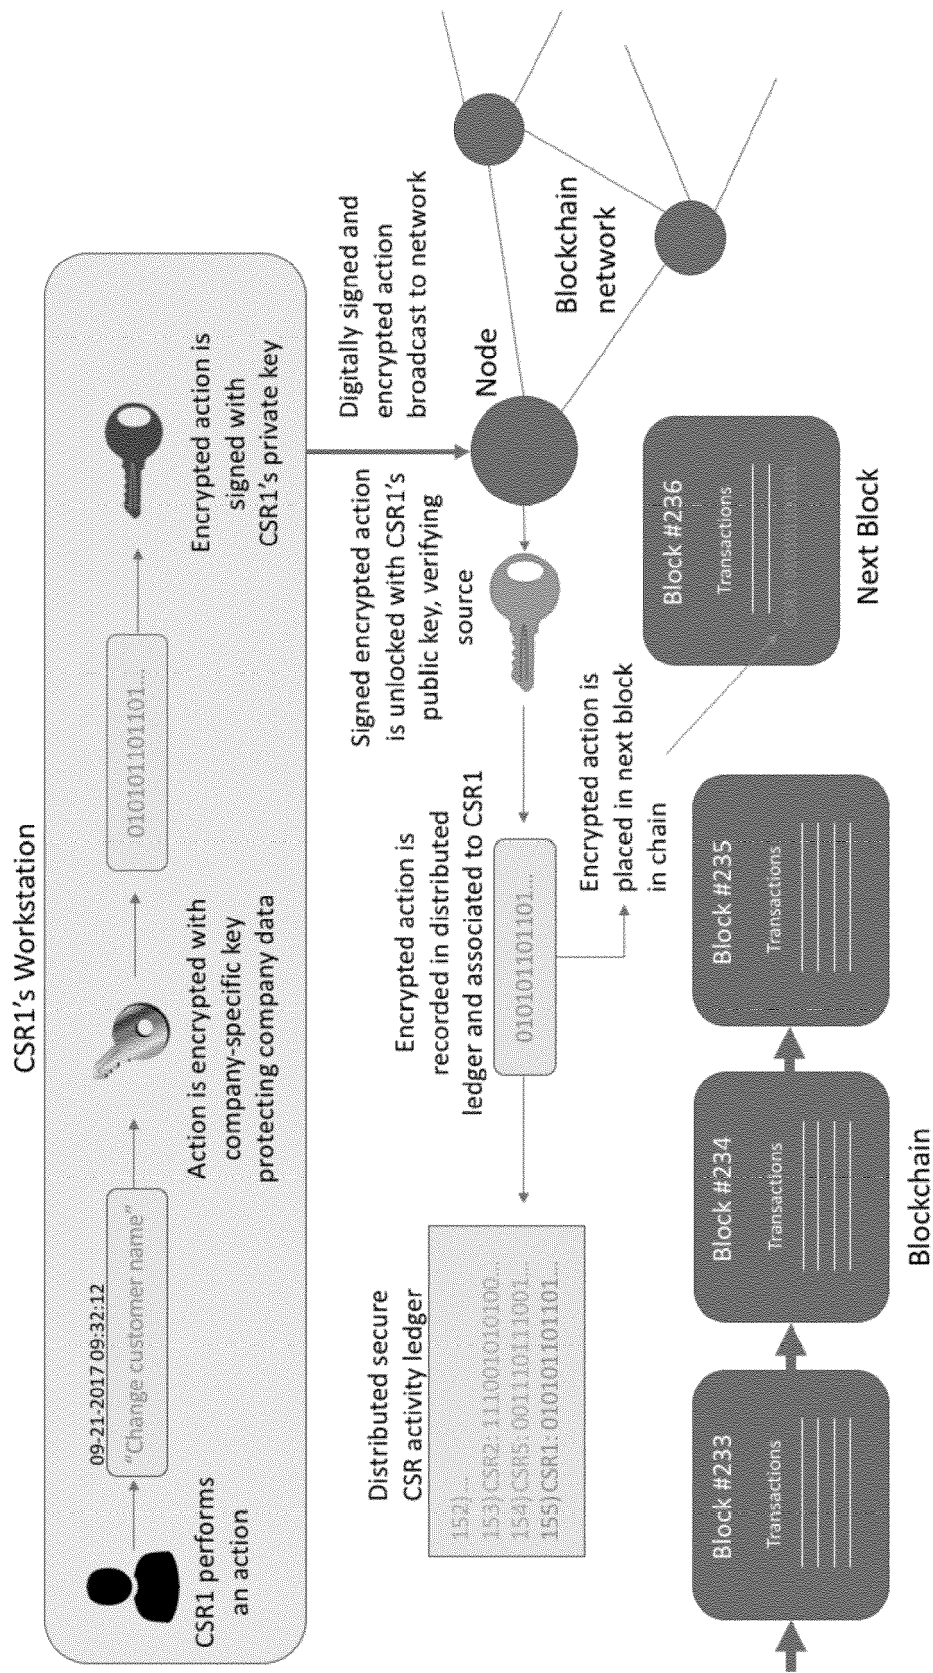 CSR1's Workstation
09-21-2017 09:32:12
"Change customer name"
CSR1 performs
an action
Action is encrypted with
company-specific key
protecting company data
010101101101...
Encrypted action is
signed with
CSR1's private key
Digitally signed and
encrypted action
broadcast to network
Node
Blockchain
network
Signed encrypted action
is unlocked with CSR1's
public key, verifying
source
Encrypted action is
recorded in distributed
ledger and associated to CSR1
010101101101...
Encrypted action is
placed in next block
in chain
Distributed secure
CSR activity ledger
152)...
153) CSR2: 111001010100...
154) CSR5: 001110111001...
155) CSR1: 010101101101...
Block #233
Transactions
Block #234
Transactions
Block #235
Transactions
Block #236
Transactions
Blockchain
Next Block